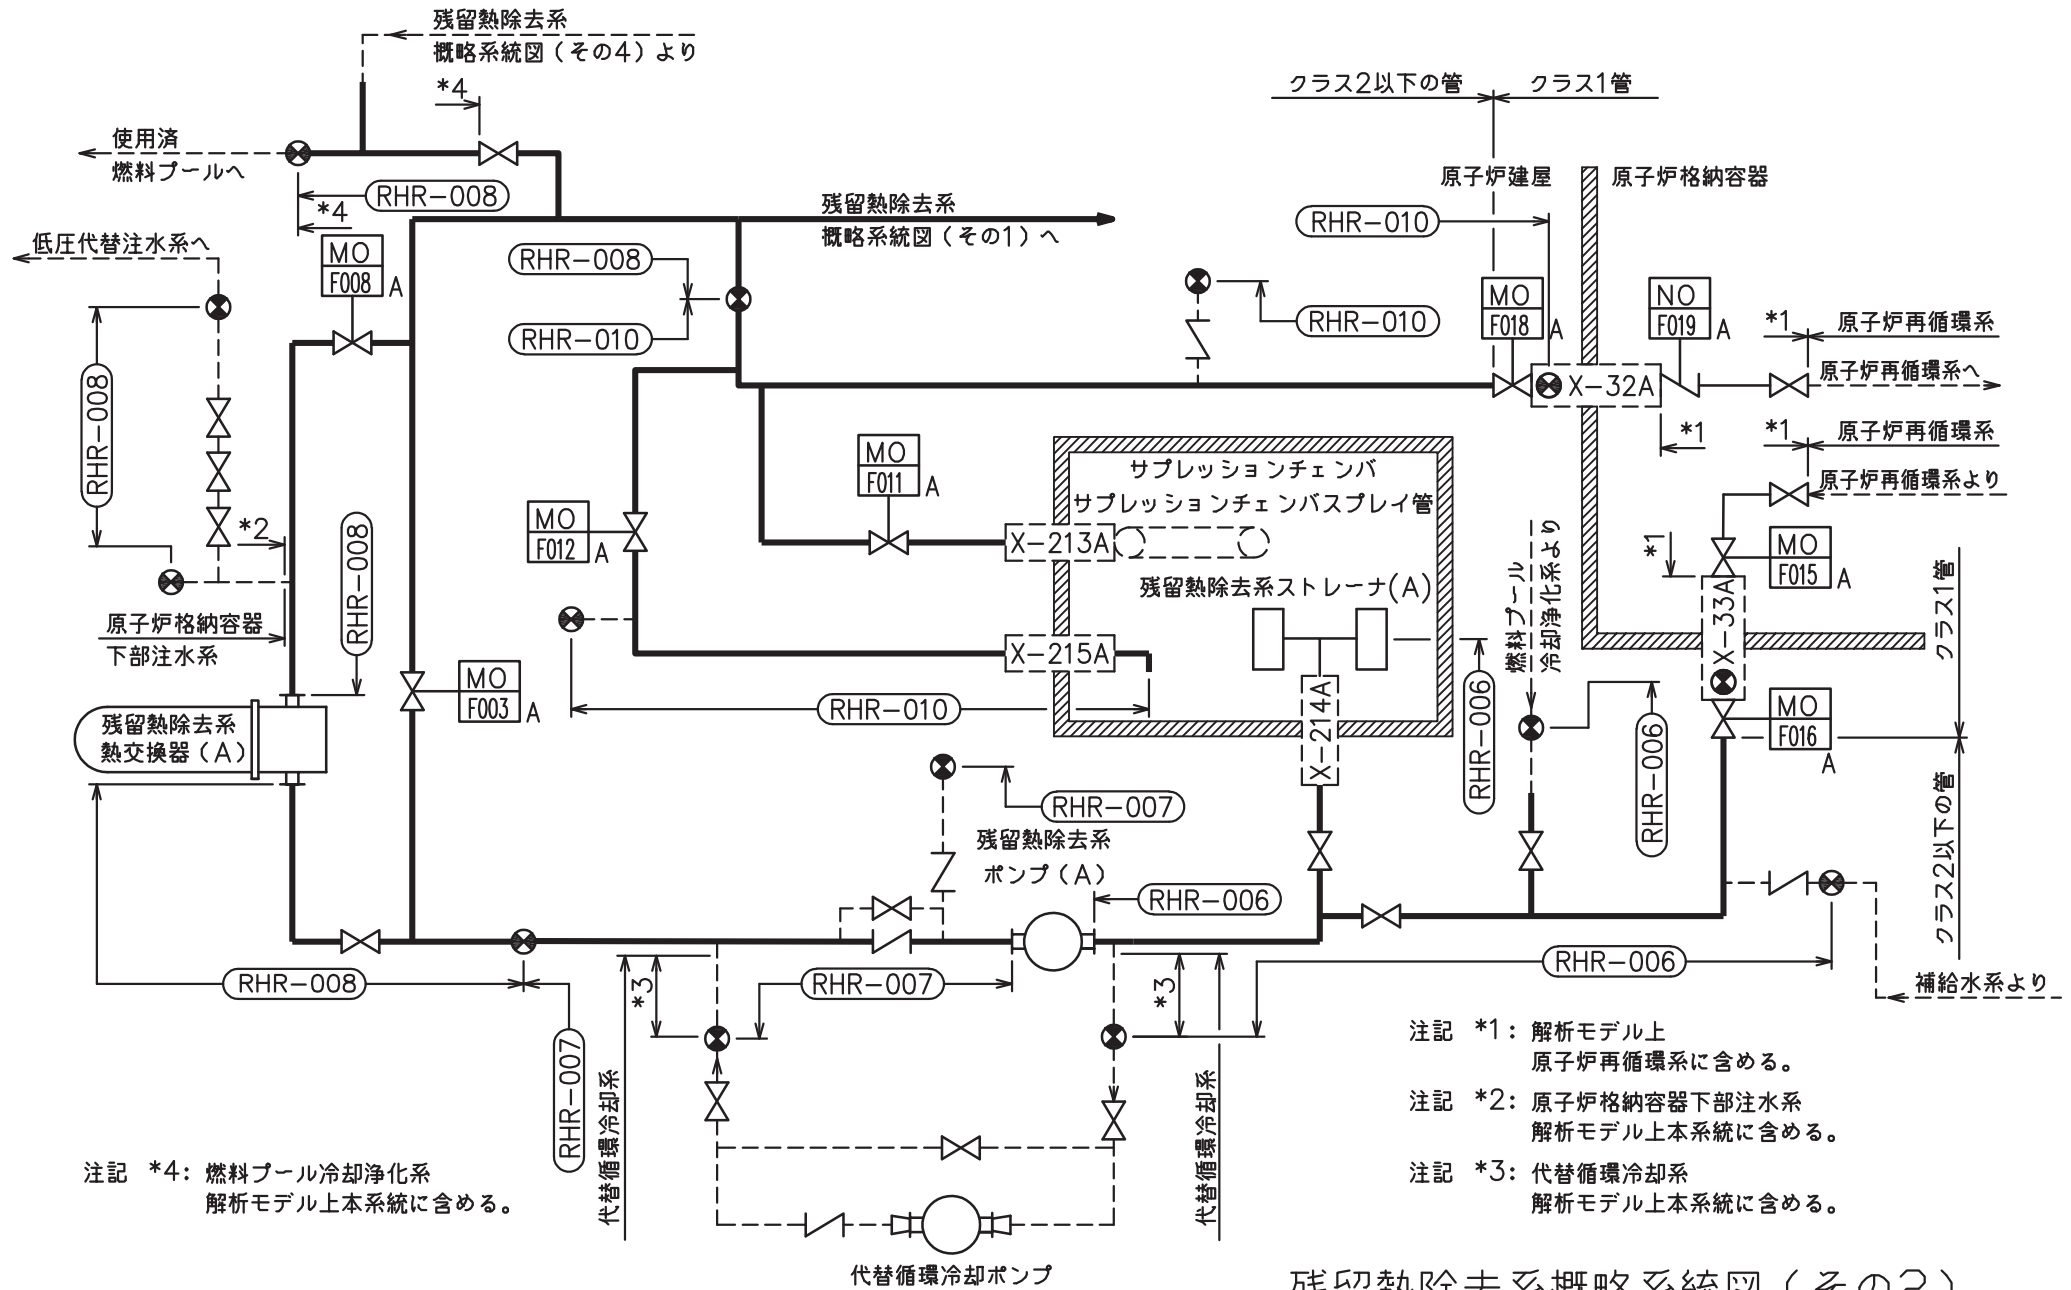 残留熱除去系
概略系統図(その4)より
*4
クラス2以下の管
クラス1管
使用済
燃料プールへ
RHR-008
*4
原子炉建屋
原子炉格納容器
残留熱除去系
概略系統図(その1)へ
RHR-010
低圧代替注水系へ
MO
F008
A
RHR-008
RHR-010
RHR-010
MO
F018
A
NO
F019
A
*1
原子炉再循環系
原子炉再循環系へ
X-32A
*1
*1
原子炉再循環系
原子炉再循環系より
RHR-008
MO
F011
A
サプレッションチェンバ
サプレッションチェンバスプレイ管
MO
F012
A
X-213A
*2
RHR-008
残留熱除去系ストレーナ(A)
燃料プール
冷却浄化系より
*1
MO
F015
A
X-33A
クラス1管
原子炉格納容器
下部注水系
X-215A
MO
F003
A
RHR-010
X-214A
RHR-006
RHR-006
MO
F016
A
残留熱除去系
熱交換器(A)
RHR-007
残留熱除去系
ポンプ(A)
RHR-006
クラス2以下の管
RHR-008
*3
RHR-007
*3
RHR-006
補給水系より
RHR-007
代替循環冷却系
代替循環冷却系
代替循環冷却ポンプ
注記 *1: 解析モデル上
原子炉再循環系に含める。
注記 *2: 原子炉格納容器下部注水系
解析モデル上本系統に含める。
注記 *3: 代替循環冷却系
解析モデル上本系統に含める。
注記 *4: 燃料プール冷却浄化系
解析モデル上本系統に含める。
残留熱除去系概略系統図(その2)